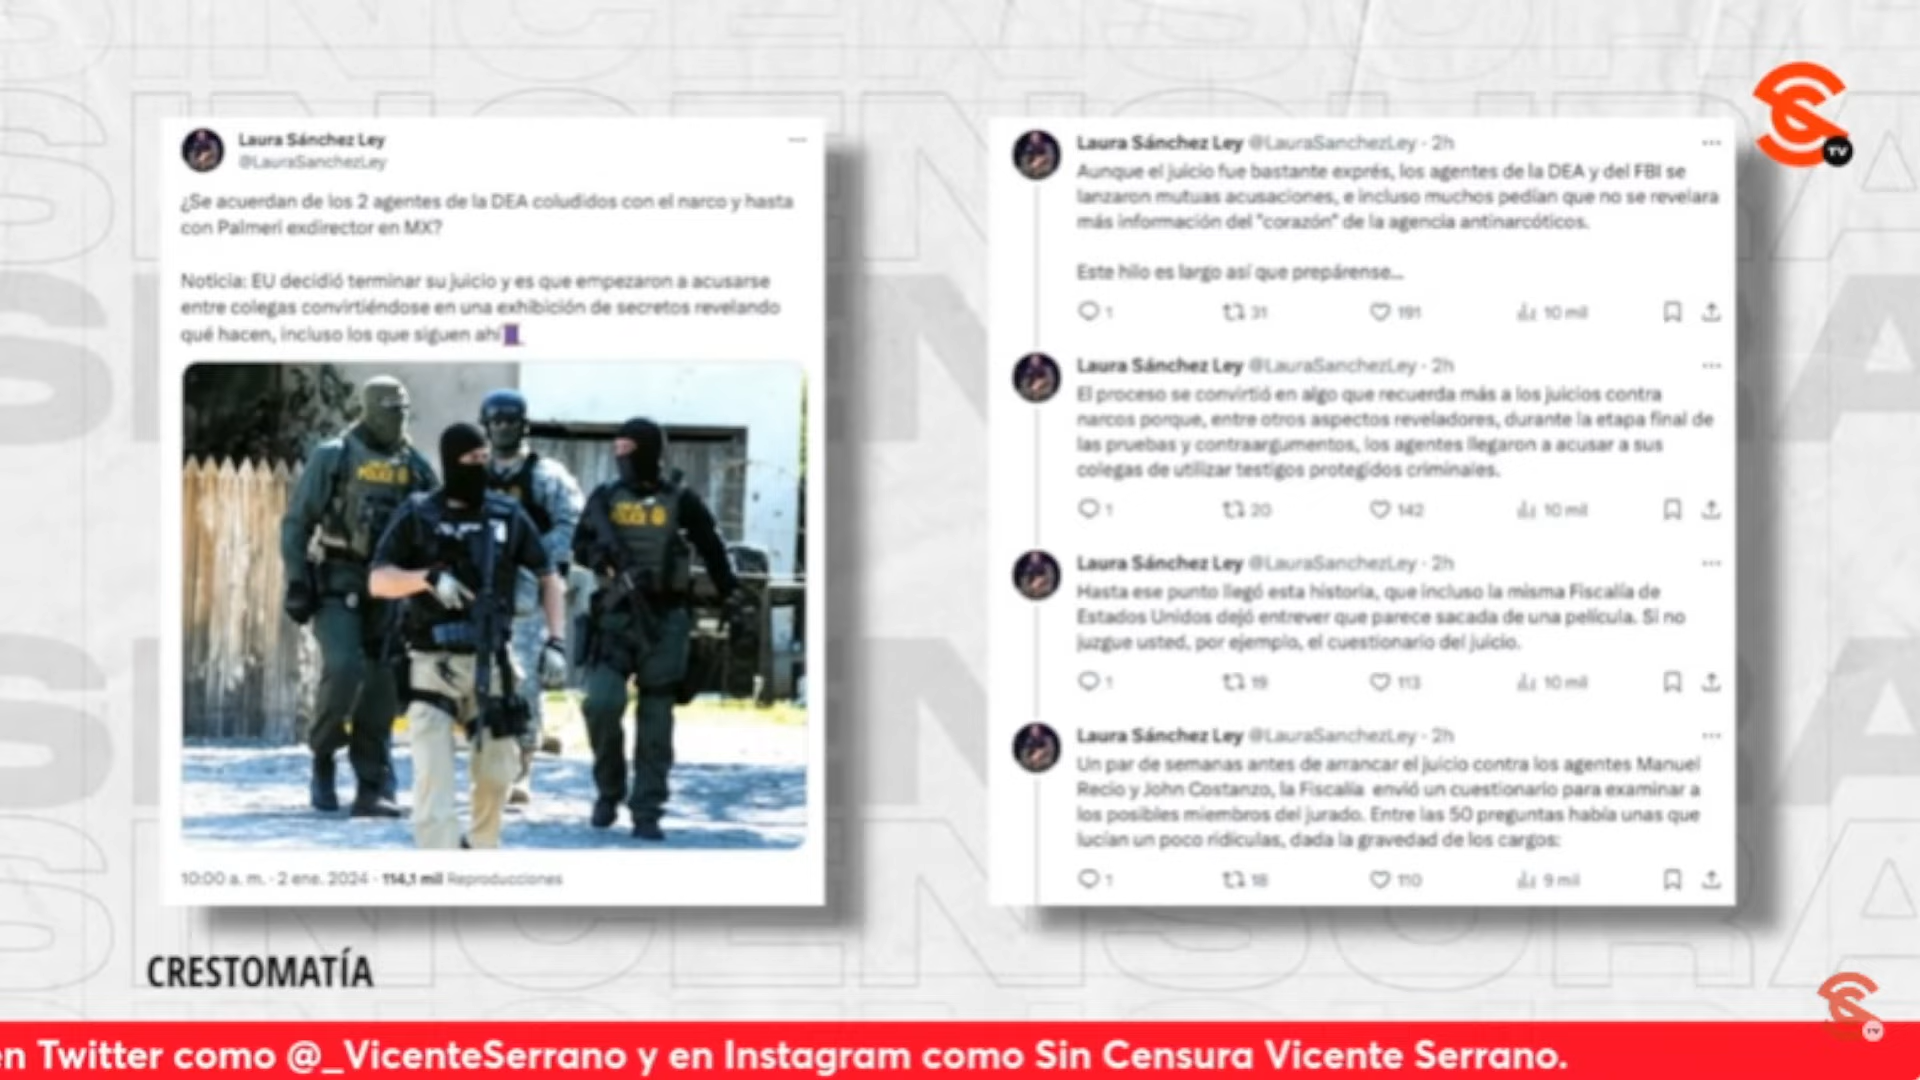 Laura Sánchez Ley
@LauraSanchezLey
¿Se acuerdan de los 2 agentes de la DEA coludidos con el narco y hasta
con Palmeri exdirector en MX?
Noticia: EU decidió terminar su juicio y es que empezaron a acusarse
entre colegas convirtiéndose en una exhibición de secretos revelando
qué hacen, incluso los que siguen ahí
POLICE
POLICE
10:00 a. m. · 2 ene. 2024 · 114,1 mil Reproducciones
Laura Sánchez Ley @LauraSanchezLey · 2h
Aunque el juicio fue bastante exprés, los agentes de la DEA y del FBI se
lanzaron mutuas acusaciones, e incluso muchos pedían que no se revelara
más información del "corazón" de la agencia antinarcóticos.
Este hilo es largo así que prepárense...
1 31 191 10 mil
Laura Sánchez Ley @LauraSanchezLey · 2h
El proceso se convirtió en algo que recuerda más a los juicios contra
narcos porque, entre otros aspectos reveladores, durante la etapa final de
las pruebas y contraargumentos, los agentes llegaron a acusar a sus
colegas de utilizar testigos protegidos criminales.
1 20 142 10 mil
Laura Sánchez Ley @LauraSanchezLey · 2h
Hasta ese punto llegó esta historia, que incluso la misma Fiscalía de
Estados Unidos dejó entrever que parece sacada de una película. Si no
juzgue usted, por ejemplo, el cuestionario del juicio.
1 19 113 10 mil
Laura Sánchez Ley @LauraSanchezLey · 2h
Un par de semanas antes de arrancar el juicio contra los agentes Manuel
Recio y John Costanzo, la Fiscalía envió un cuestionario para examinar a
los posibles miembros del jurado. Entre las 50 preguntas había unas que
lucían un poco ridículas, dada la gravedad de los cargos:
1 18 110 9 mil
TV
CRESTOMATÍA
TV
en Twitter como @_VicenteSerrano y en Instagram como Sin Censura Vicente Serrano.
SIN CENSURA